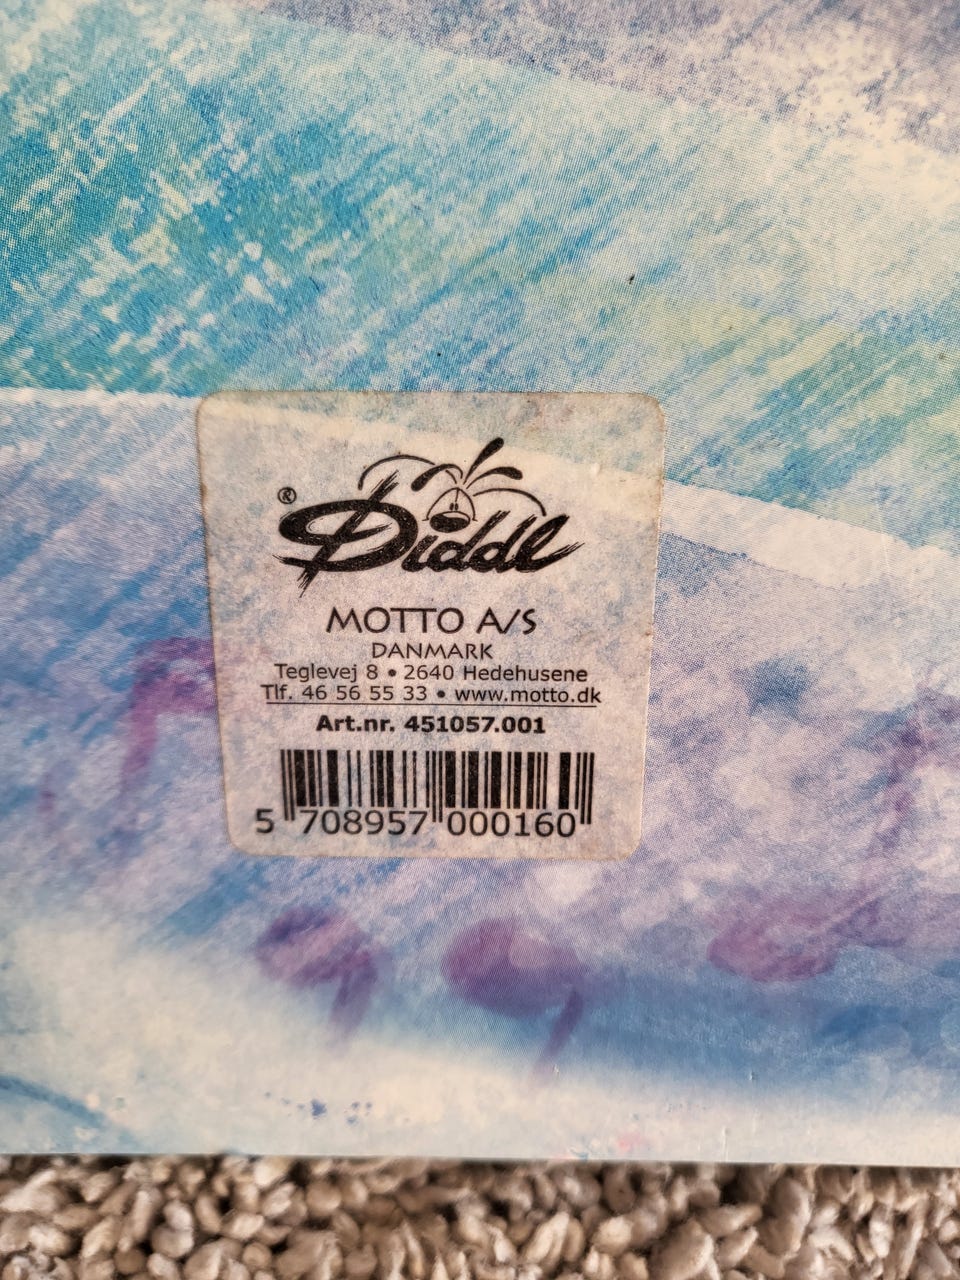 ®
Diddl
MOTTO A/S
DANMARK
Teglevej 8 • 2640 Hedehusene
Tlf. 46 56 55 33 • www.motto.dk
Art.nr. 451057.001
5 708957 000160